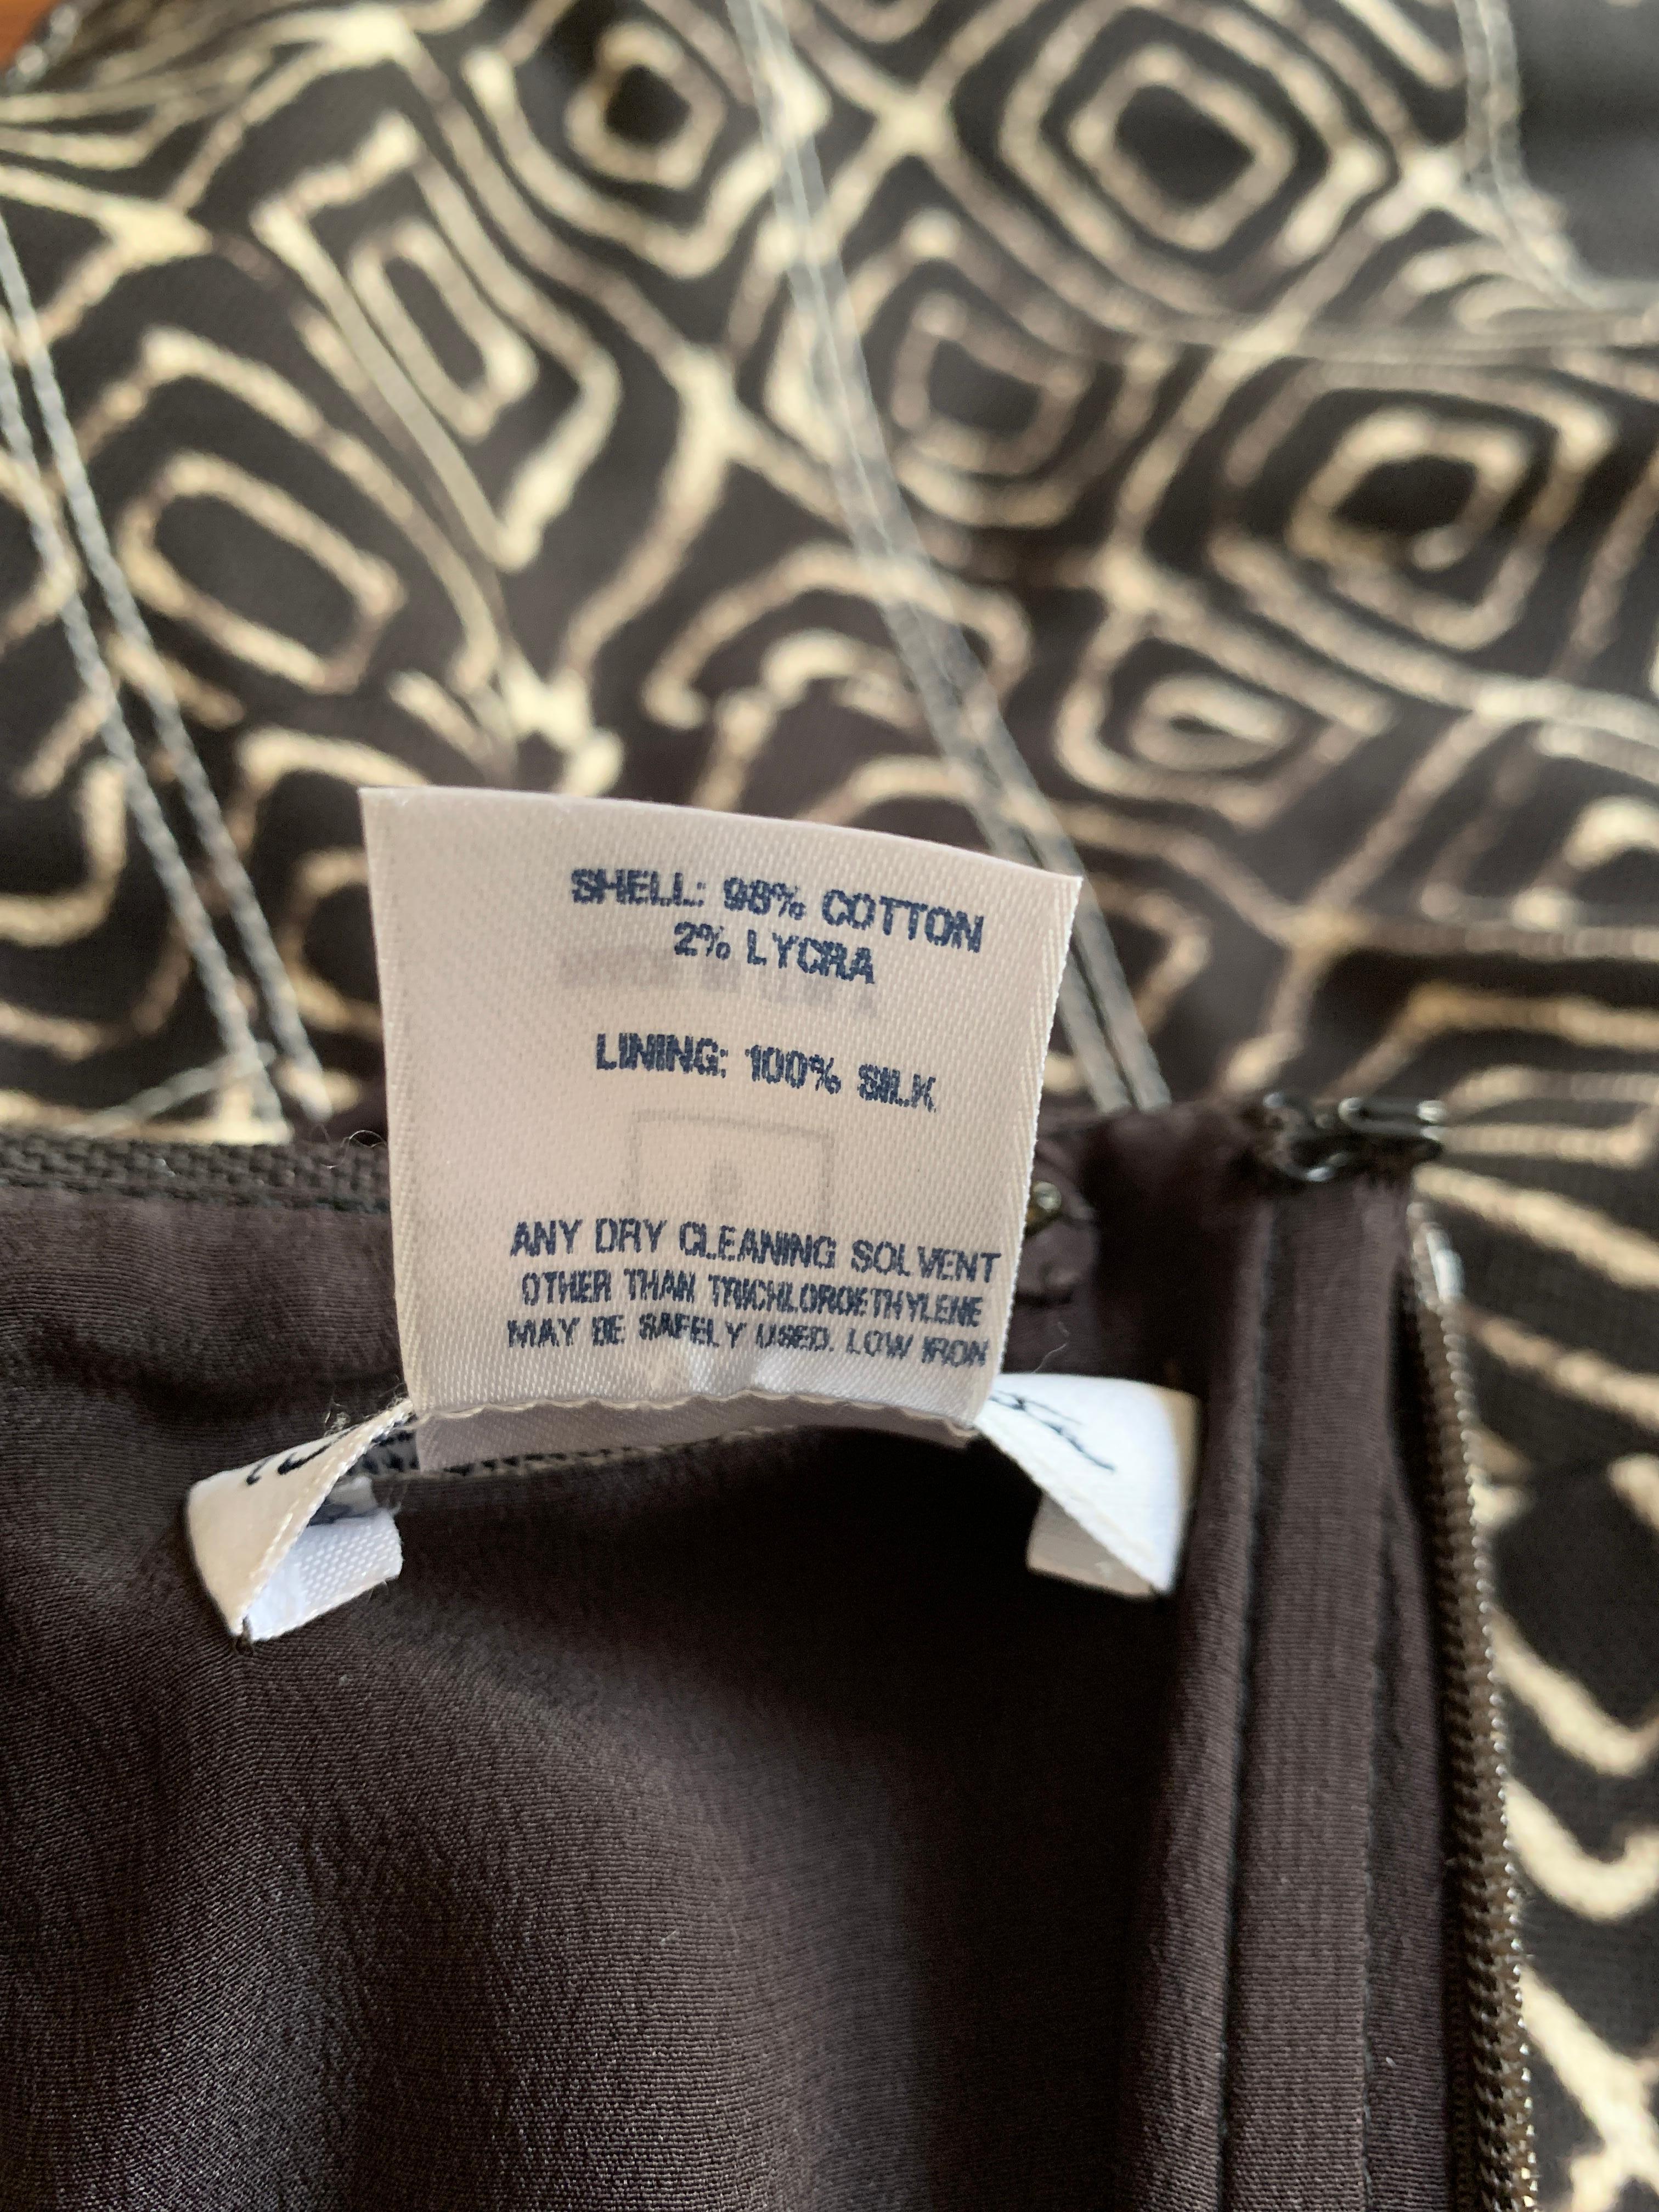 SHELL: 98% COTTON
2% LYCRA
LINING: 100% SILK
ANY DRY CLEANING SOLVENT
OTHER THAN TRICHLOROETHYLENE
MAY BE SAFELY USED. LOW IRON